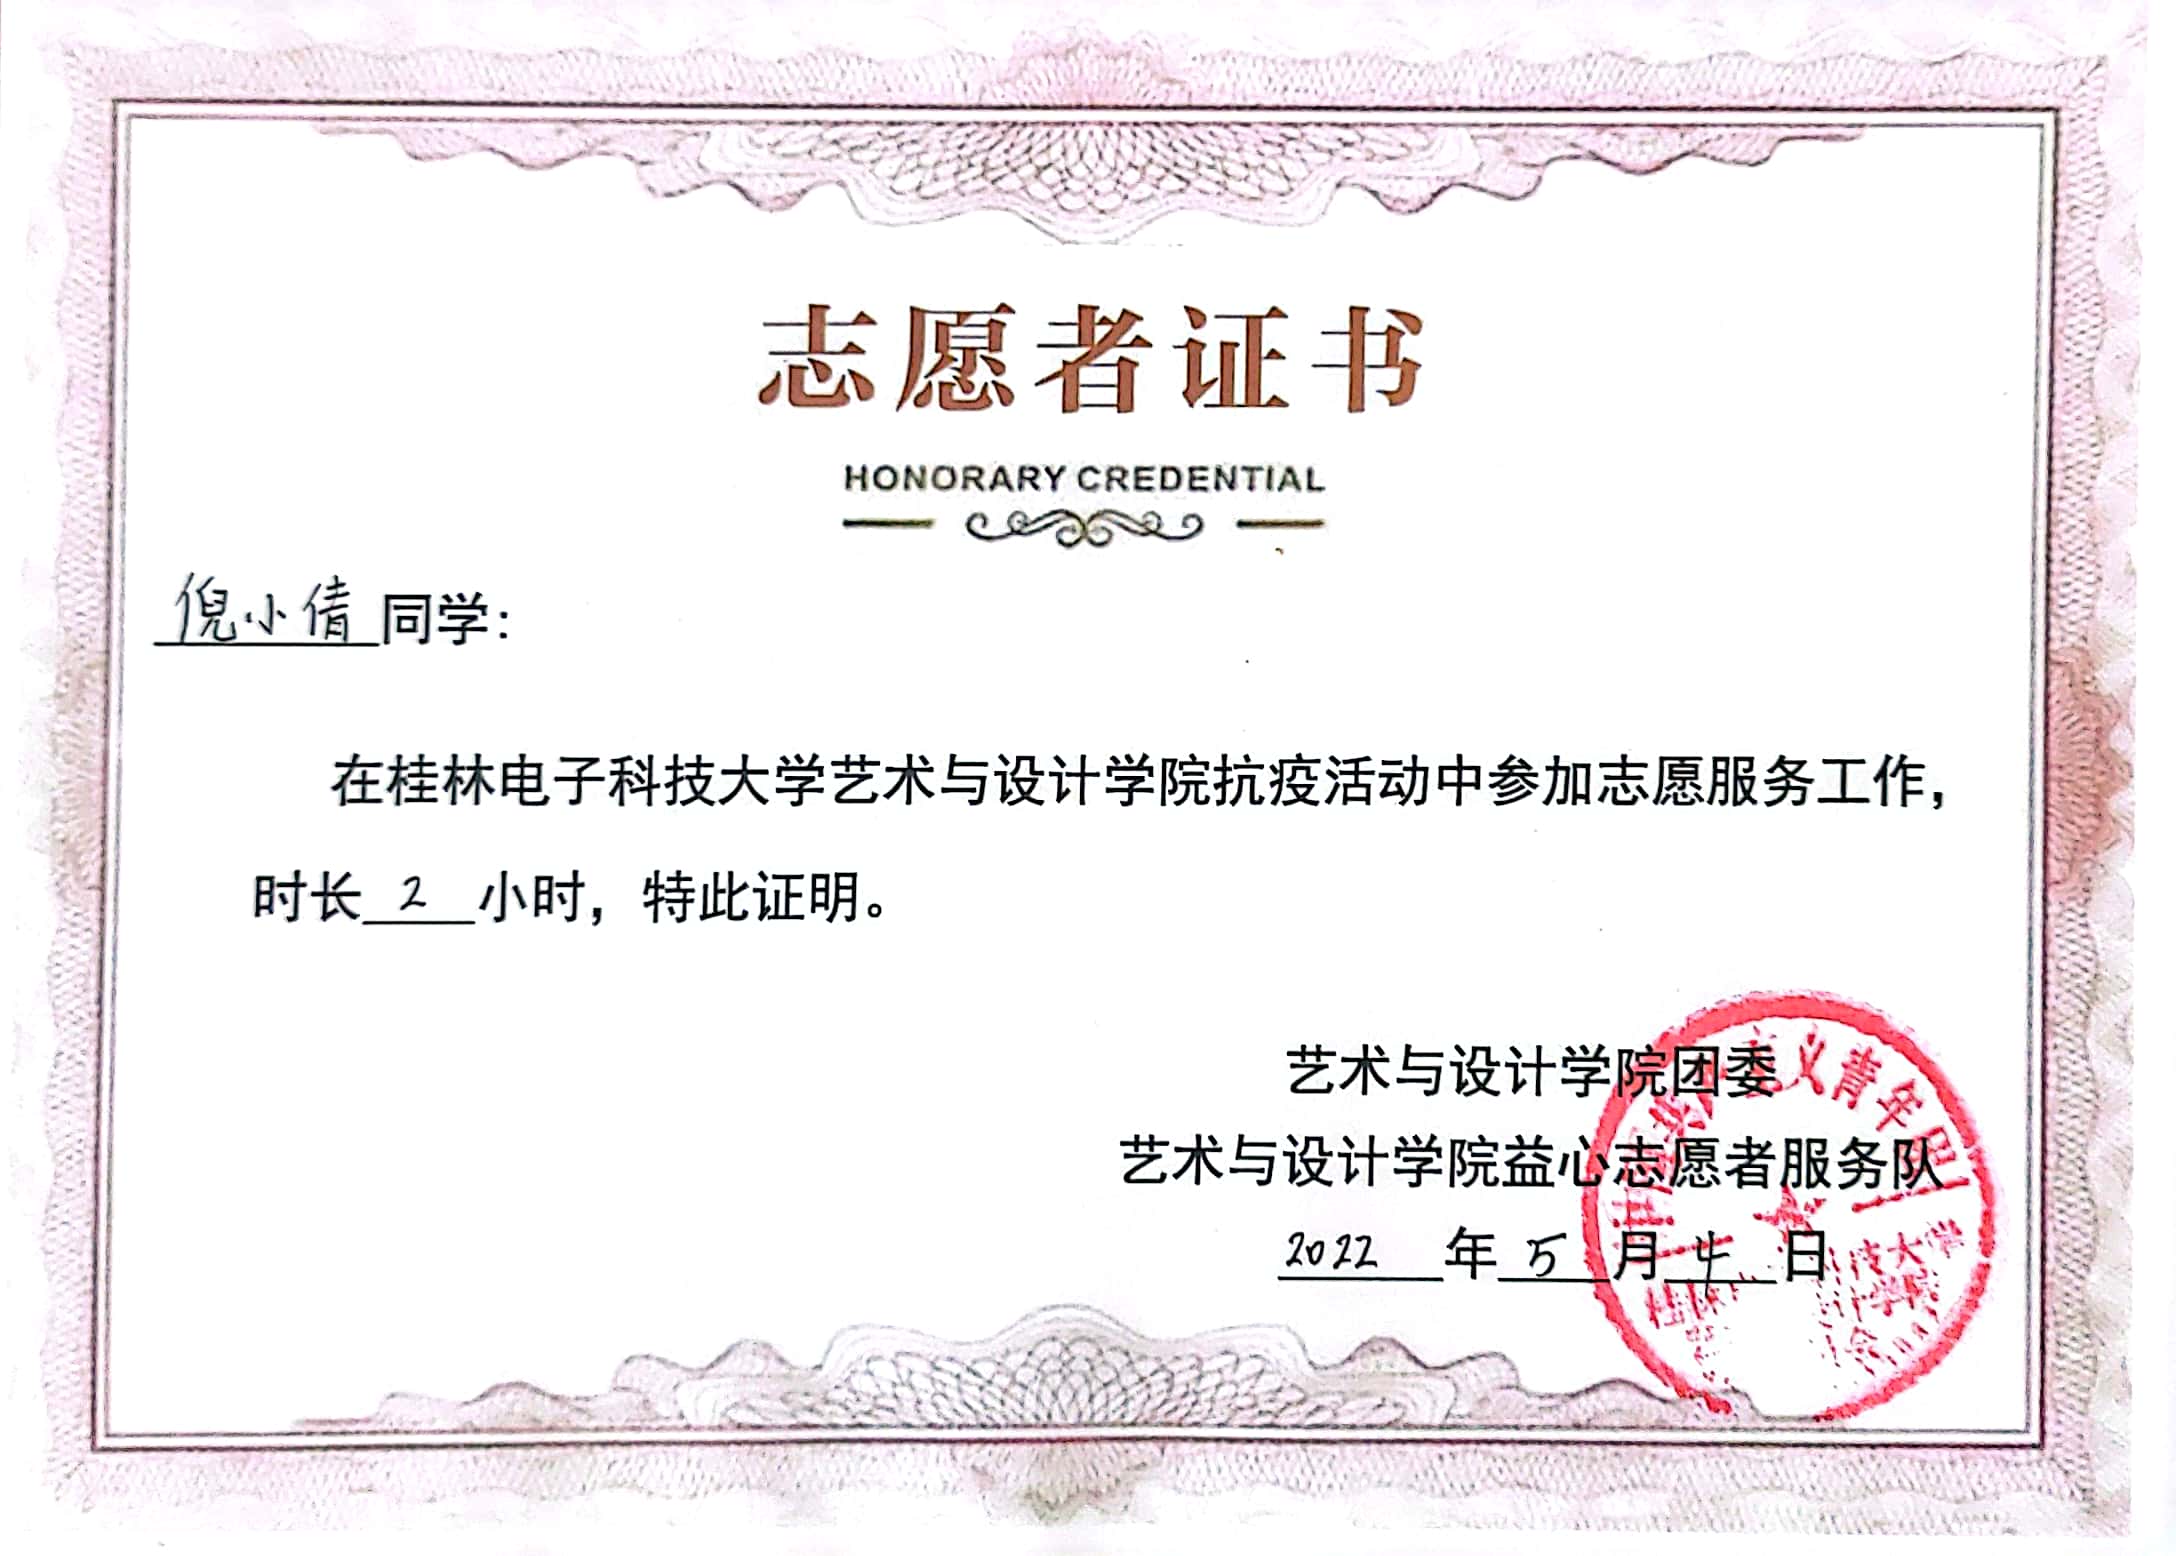 志愿者证书
HONORARY CREDENTIAL
倪小倩同学：
在桂林电子科技大学艺术与设计学院抗疫活动中参加志愿服务工作，
时长 2 小时，特此证明。
艺术与设计学院团委
艺术与设计学院益心志愿者服务队
2022 年 5 月 4 日
义青年团
技大学